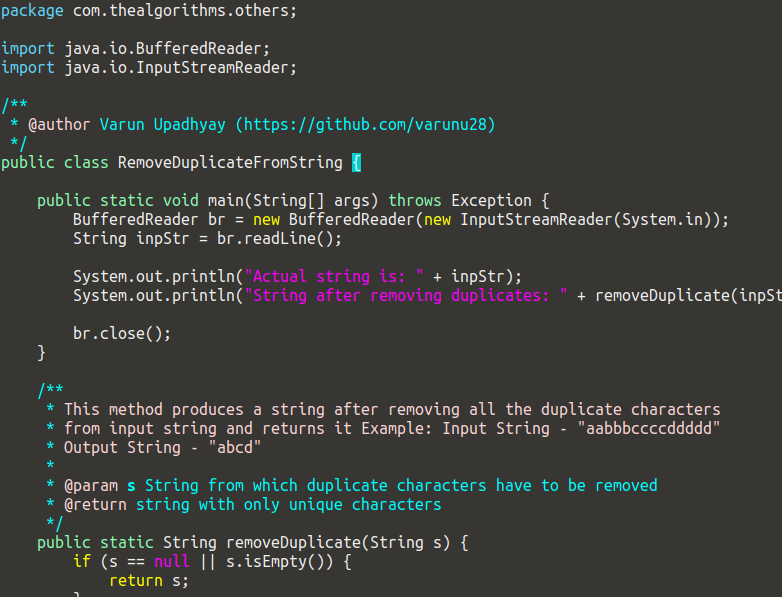 package com.thealgorithms.others;

import java.io.BufferedReader;
import java.io.InputStreamReader;

/**
 * @author Varun Upadhyay (https://github.com/varunu28)
 */
public class RemoveDuplicateFromString {

    public static void main(String[] args) throws Exception {
        BufferedReader br = new BufferedReader(new InputStreamReader(System.in));
        String inpStr = br.readLine();

        System.out.println("Actual string is: " + inpStr);
        System.out.println("String after removing duplicates: " + removeDuplicate(inpSt

        br.close();
    }

    /**
     * This method produces a string after removing all the duplicate characters
     * from input string and returns it Example: Input String - "aabbbccccddddd"
     * Output String - "abcd"
     *
     * @param s String from which duplicate characters have to be removed
     * @return string with only unique characters
     */
    public static String removeDuplicate(String s) {
        if (s == null || s.isEmpty()) {
            return s;
        }